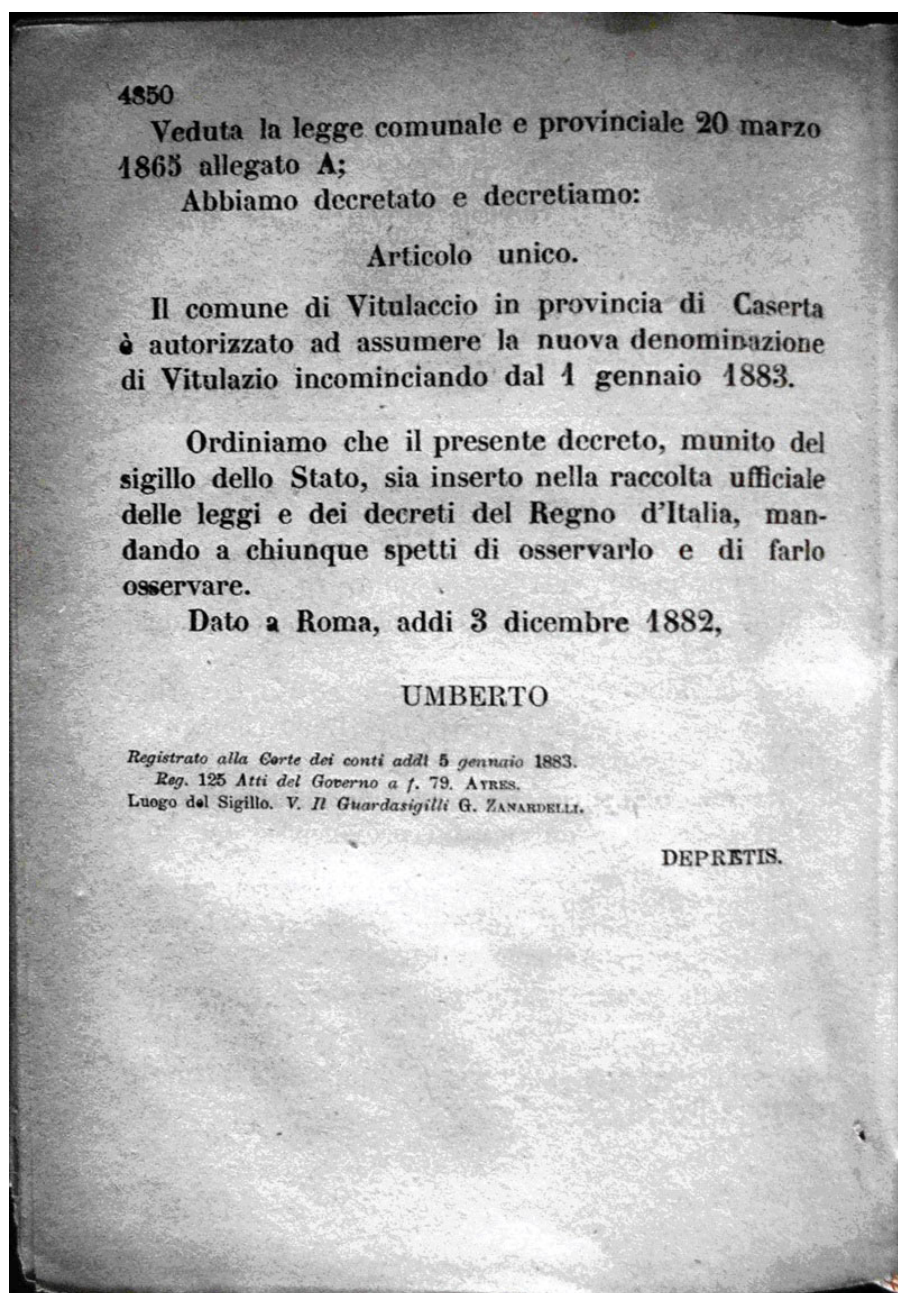 4850
Veduta la legge comunale e provinciale 20 marzo
1865 allegato A;
Abbiamo decretato e decretiamo:
Articolo unico.
Il comune di Vitulaccio in provincia di Caserta
è autorizzato ad assumere la nuova denominazione
di Vitulazio incominciando dal 1 gennaio 1883.
Ordiniamo che il presente decreto, munito del
sigillo dello Stato, sia inserto nella raccolta ufficiale
delle leggi e dei decreti del Regno d'Italia, man-
dando a chiunque spetti di osservarlo e di farlo
osservare.
Dato a Roma, addi 3 dicembre 1882,
UMBERTO
Registrato alla Corte dei conti addì 5 gennaio 1883.
Reg. 125 Atti del Governo a f. 79. AYRES.
Luogo del Sigillo. V. Il Guardasigilli G. ZANARDELLI.
DEPRETIS.